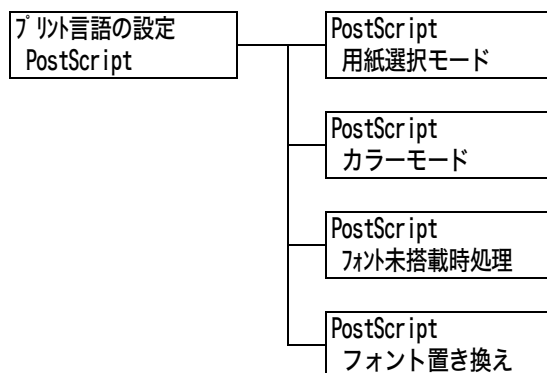 プリント言語の設定
PostScript
PostScript
用紙選択モード
PostScript
カラーモード
PostScript
フォント未搭載時処理
PostScript
フォント置き換え